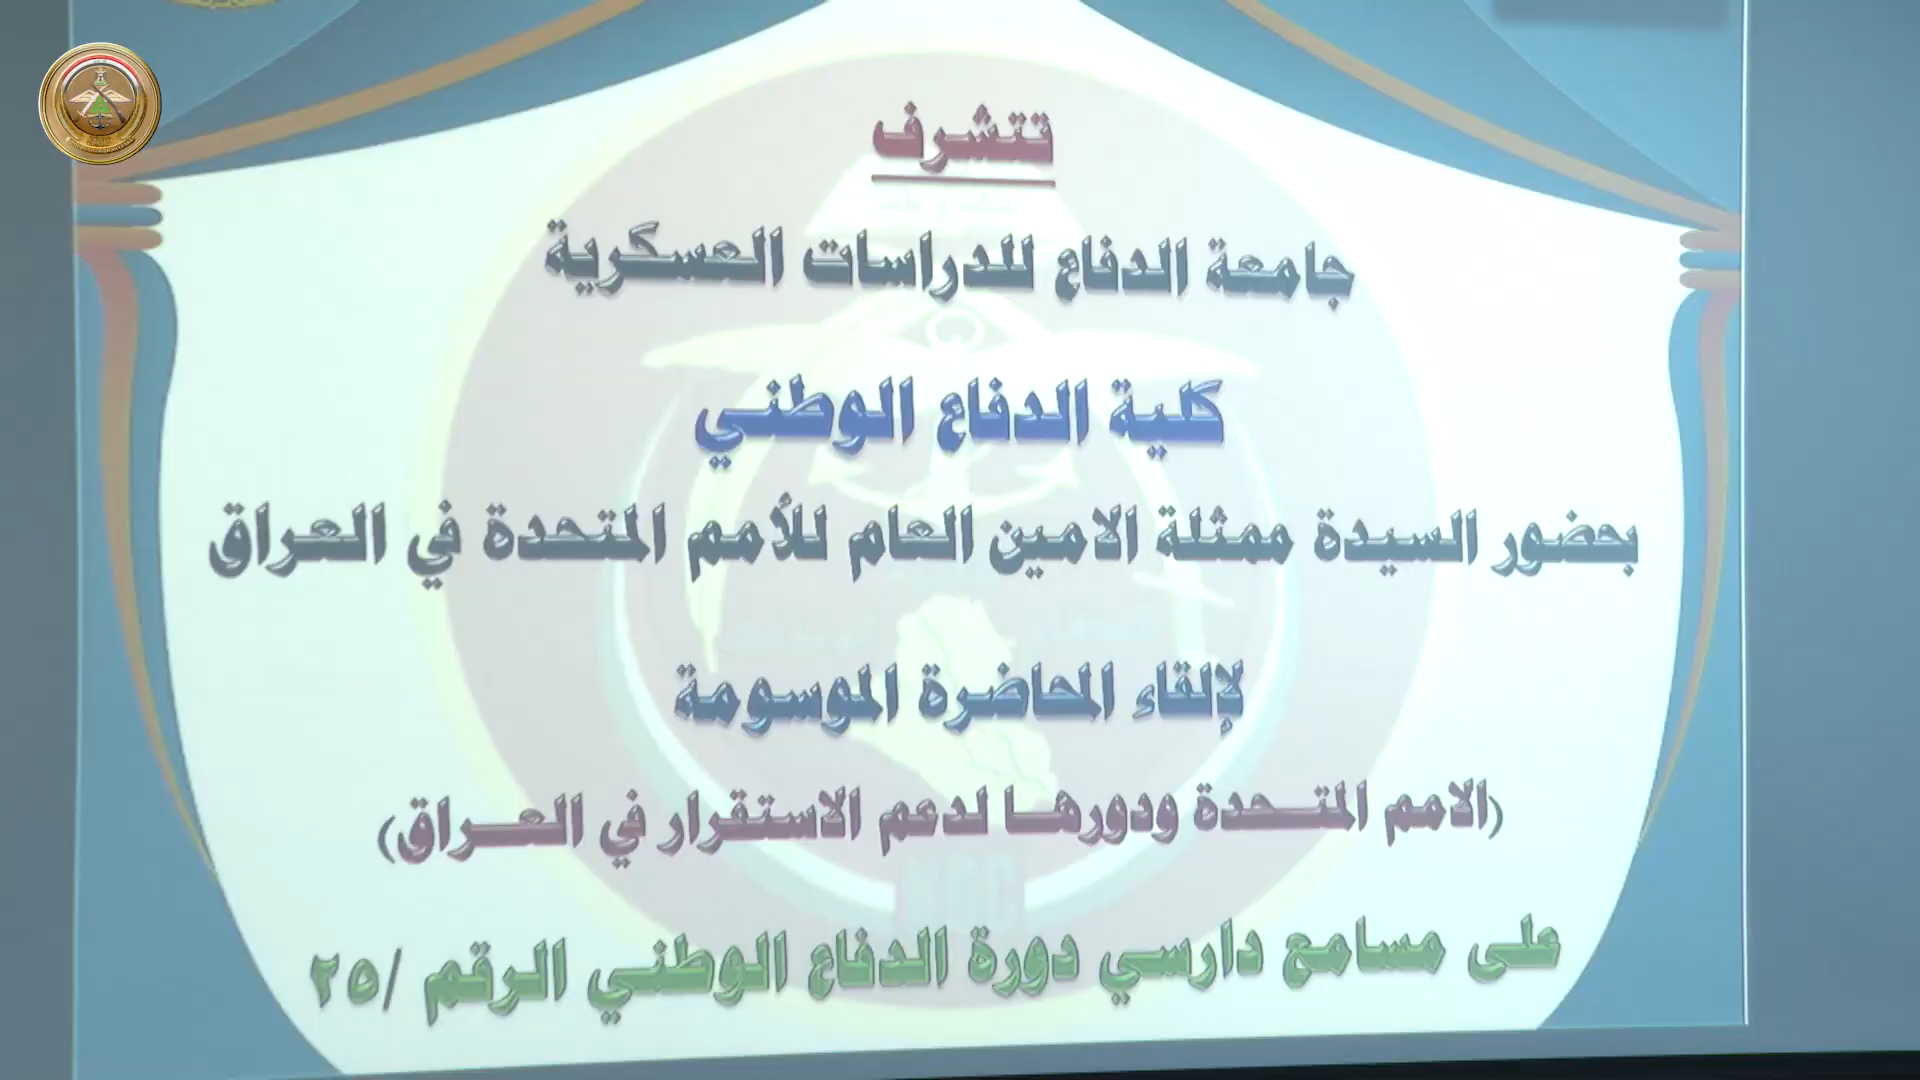 تتشرف
جامعة الدفاع للدراسات العسكرية
كلية الدفاع الوطني
بحضور السيدة ممثلة الامين العام للأمم المتحدة في العراق
لإلقاء المحاضرة الموسومة
(الامم المتحدة ودورها لدعم الاستقرار في العراق)
على مسامع دارسي دورة الدفاع الوطني الرقم /٢٥